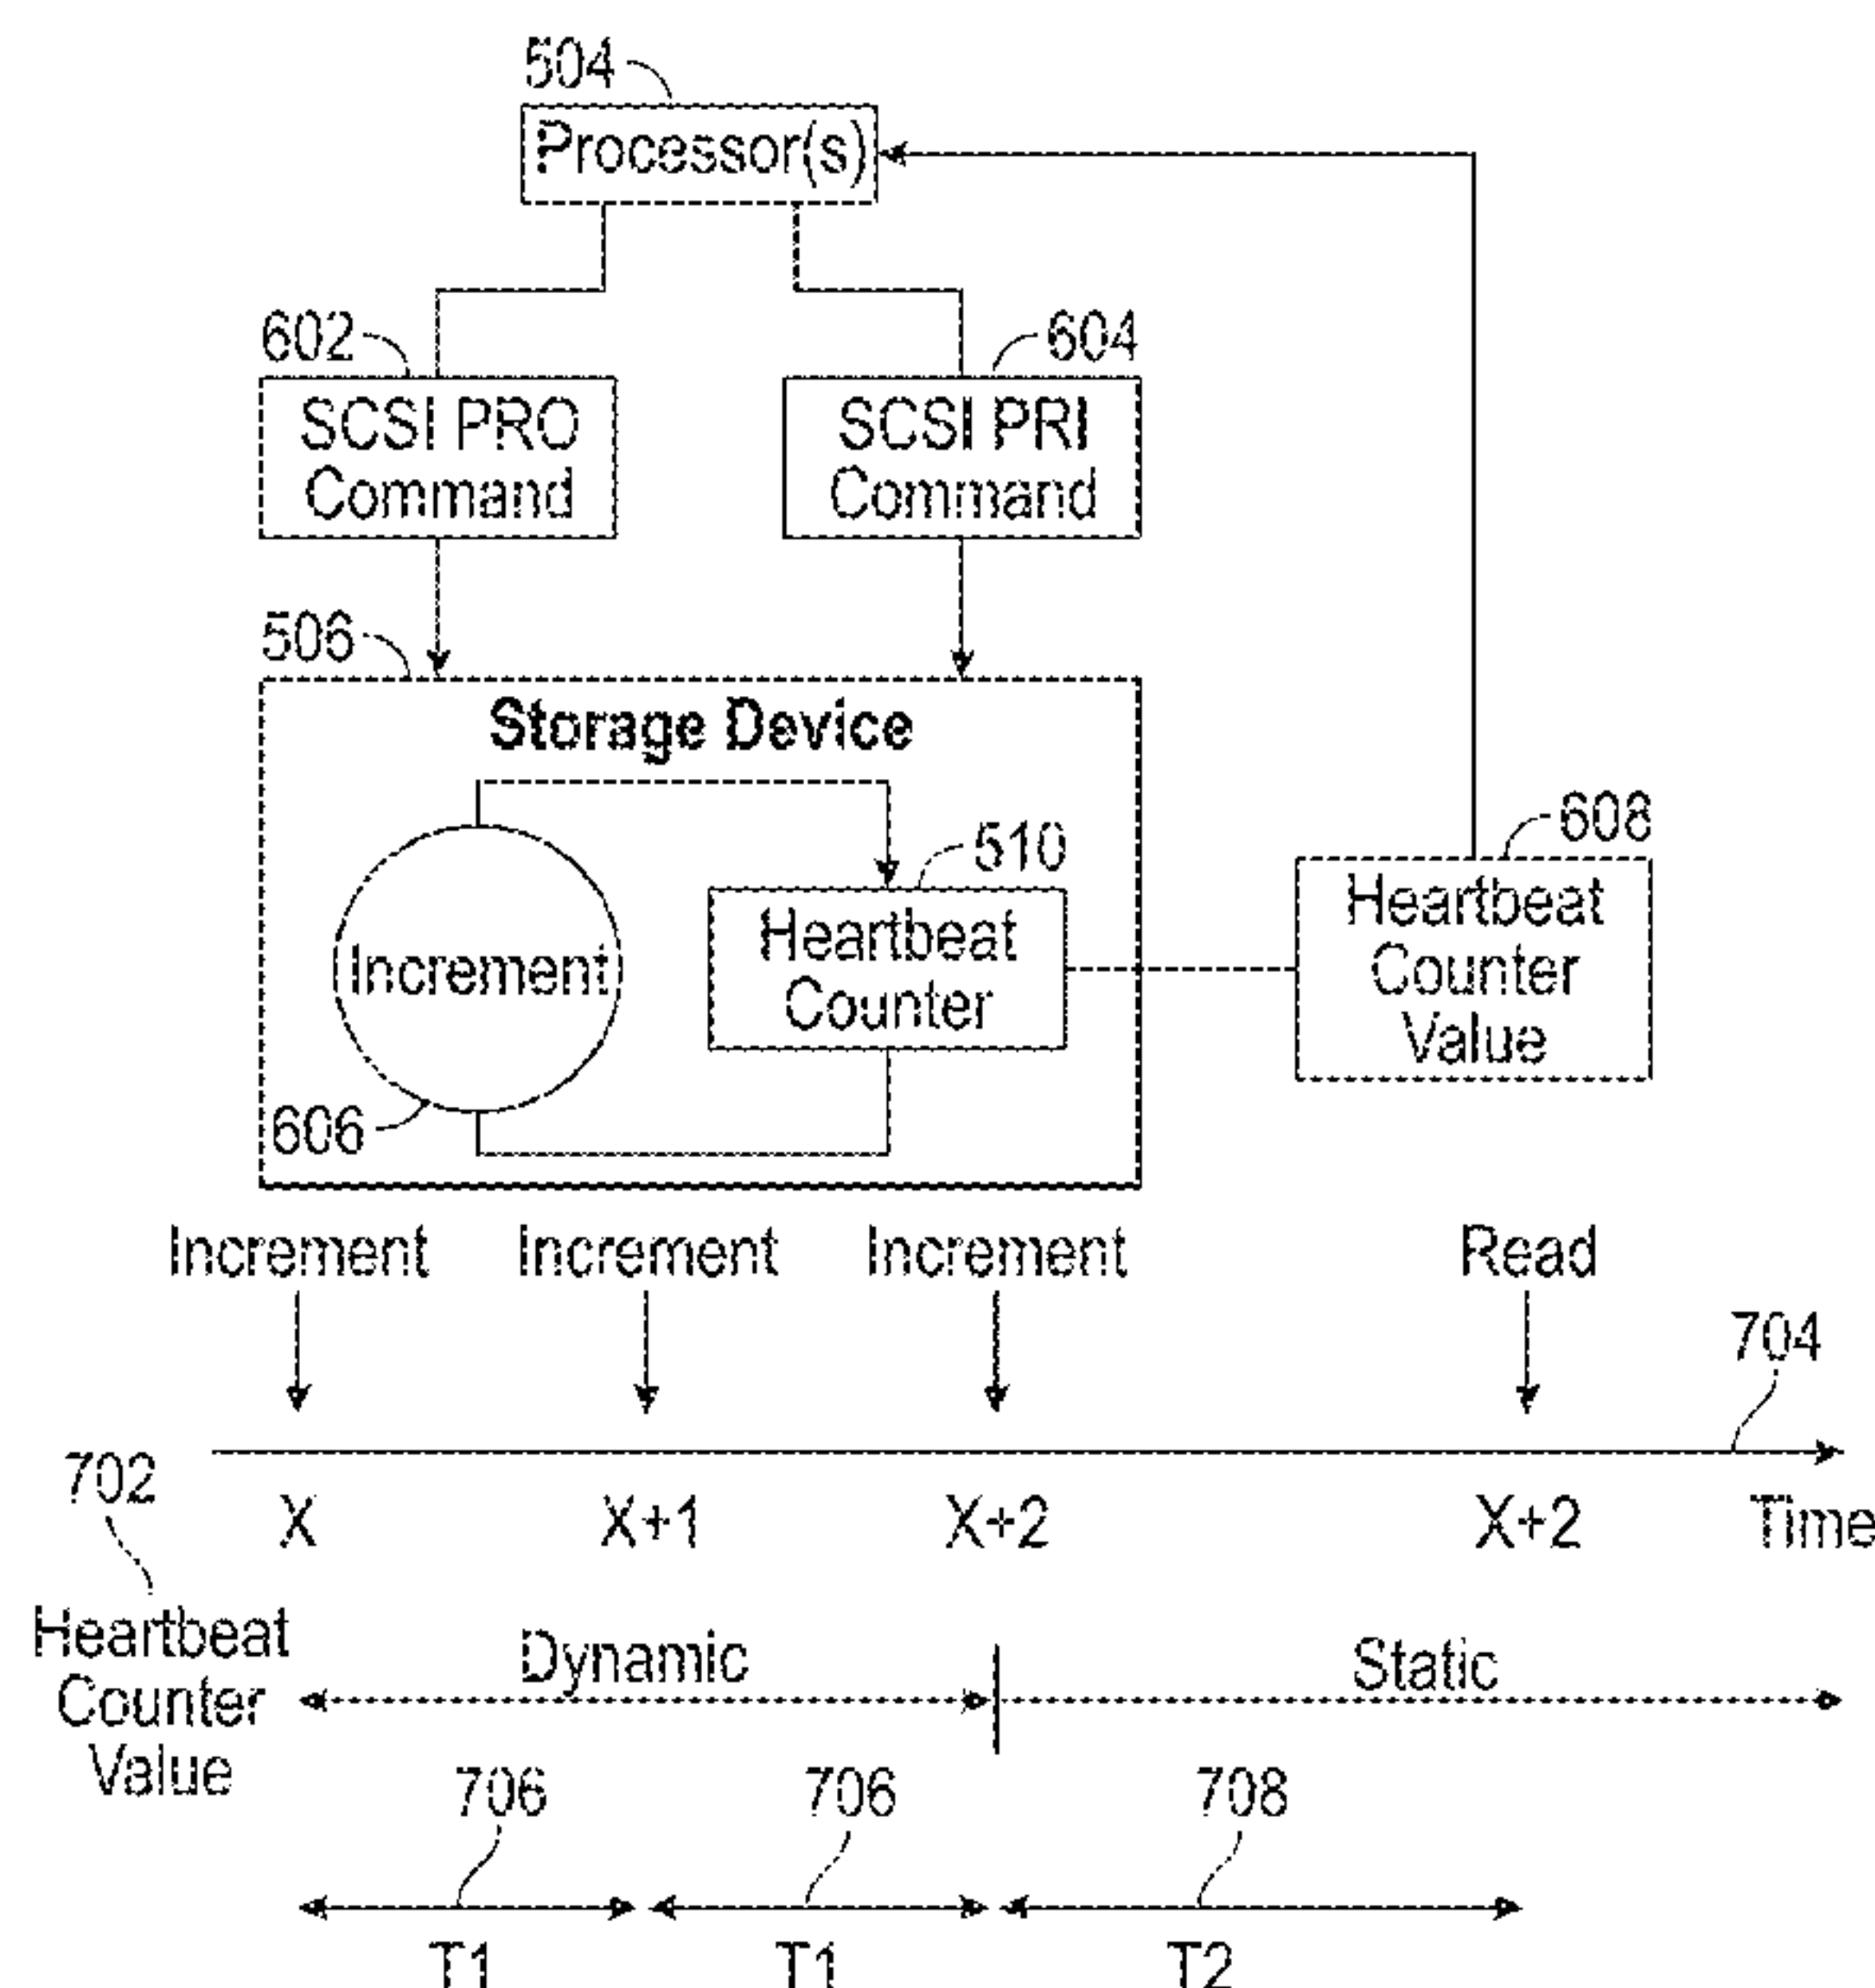 504
Processor(s)
602
604
SCSI PRO
Command
SCSI PRI
Command
506
Storage Device
510
608
Increment
Heartbeat
Counter
Heartbeat
Counter
Value
606
Increment
Increment
Increment
Read
704
702
X
X+1
X+2
X+2
Time
Heartbeat
Counter
Value
Dynamic
Static
706
706
708
T1
T1
T2